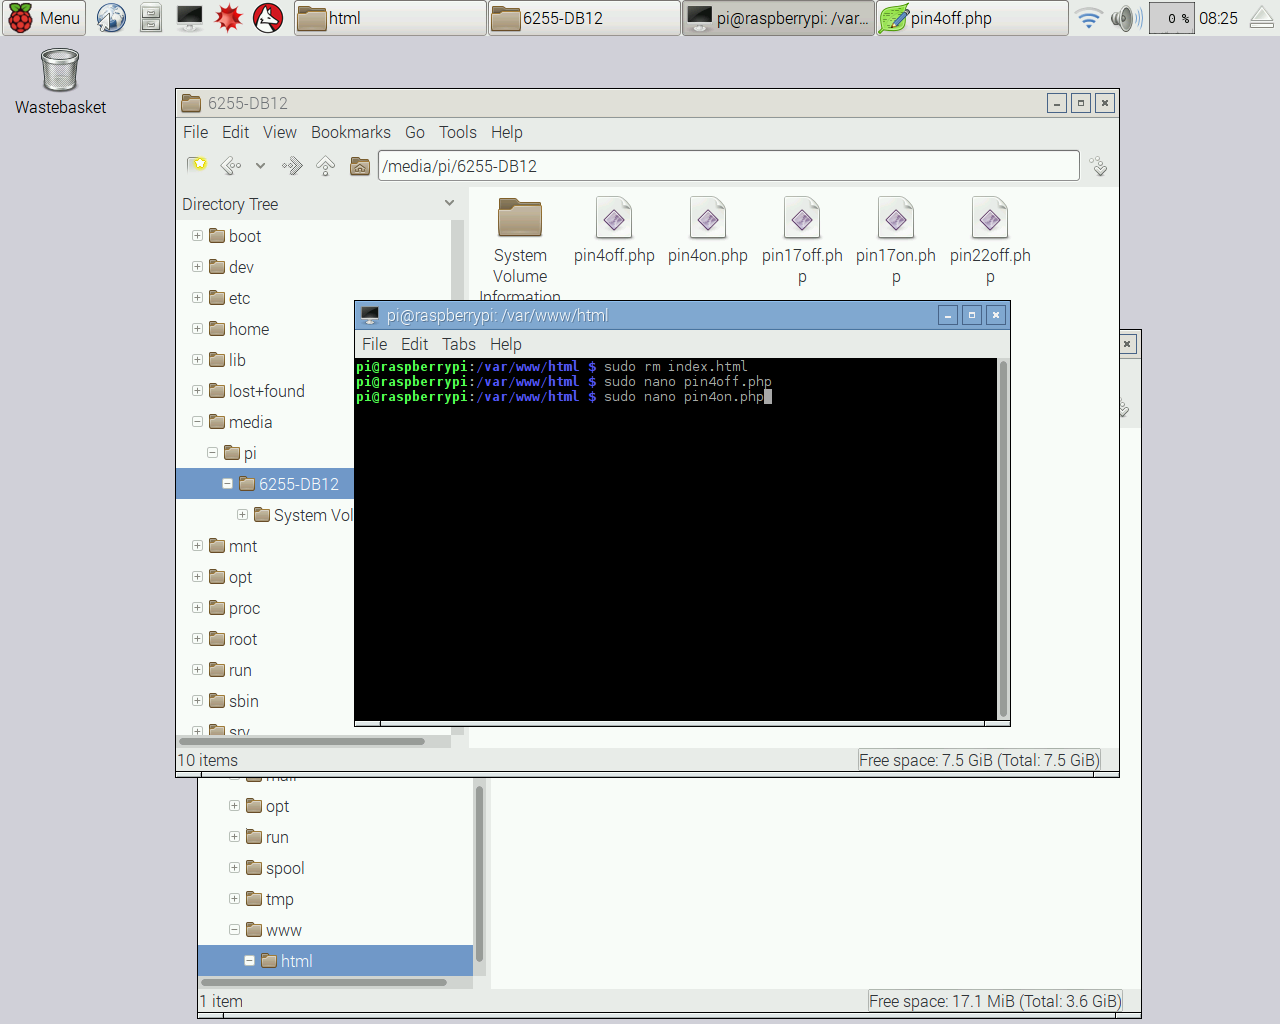 Menu
html
6255-DB12
pi@raspberrypi: /var...
pin4off.php
0 %
08:25
Wastebasket
6255-DB12
File Edit View Bookmarks Go Tools Help
/media/pi/6255-DB12
Directory Tree
boot
dev
etc
home
lib
lost+found
media
pi
6255-DB12
System Vol
mnt
opt
proc
root
run
sbin
srv
System
Volume
Information
pin4off.php
pin4on.php
pin17off.ph
p
pin17on.ph
p
pin22off.ph
p
pi@raspberrypi: /var/www/html
File Edit Tabs Help
pi@raspberrypi:/var/www/html $ sudo rm index.html
pi@raspberrypi:/var/www/html $ sudo nano pin4off.php
pi@raspberrypi:/var/www/html $ sudo nano pin4on.php
10 items
Free space: 7.5 GiB (Total: 7.5 GiB)
mail
opt
run
spool
tmp
www
html
1 item
Free space: 17.1 MiB (Total: 3.6 GiB)